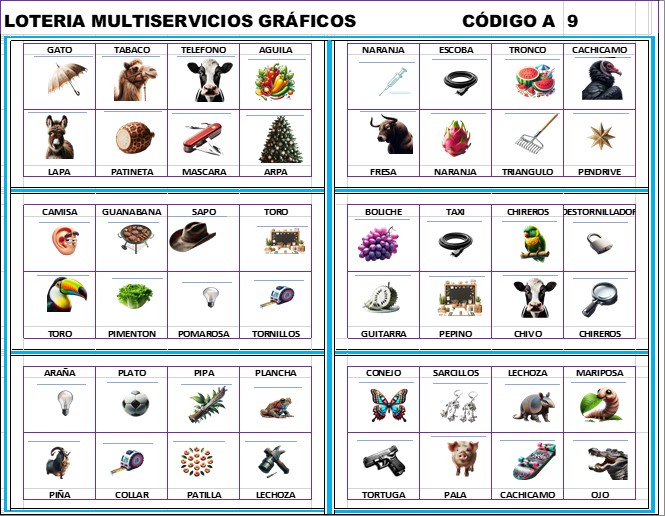 LOTERIA MULTISERVICIOS GRÁFICOS CÓDIGO A 9
GATO TABACO TELEFONO AGUILA
NARANJA ESCOBA TRONCO CACHICAMO
LAPA PATINETA MASCARA ARPA
FRESA NARANJA TRIANGULO PENDRIVE
CAMISA GUANABANA SAPO TORO
BOLICHE TAXI CHIREROS DESTORNILLADOR
TORO PIMENTON POMAROSA TORNILLOS
GUITARRA PEPINO CHIVO CHIREROS
ARAÑA PLATO PIPA PLANCHA
CONEJO SARCILLOS LECHOZA MARIPOSA
PIÑA COLLAR PATILLA LECHOZA
TORTUGA PALA CACHICAMO OJO